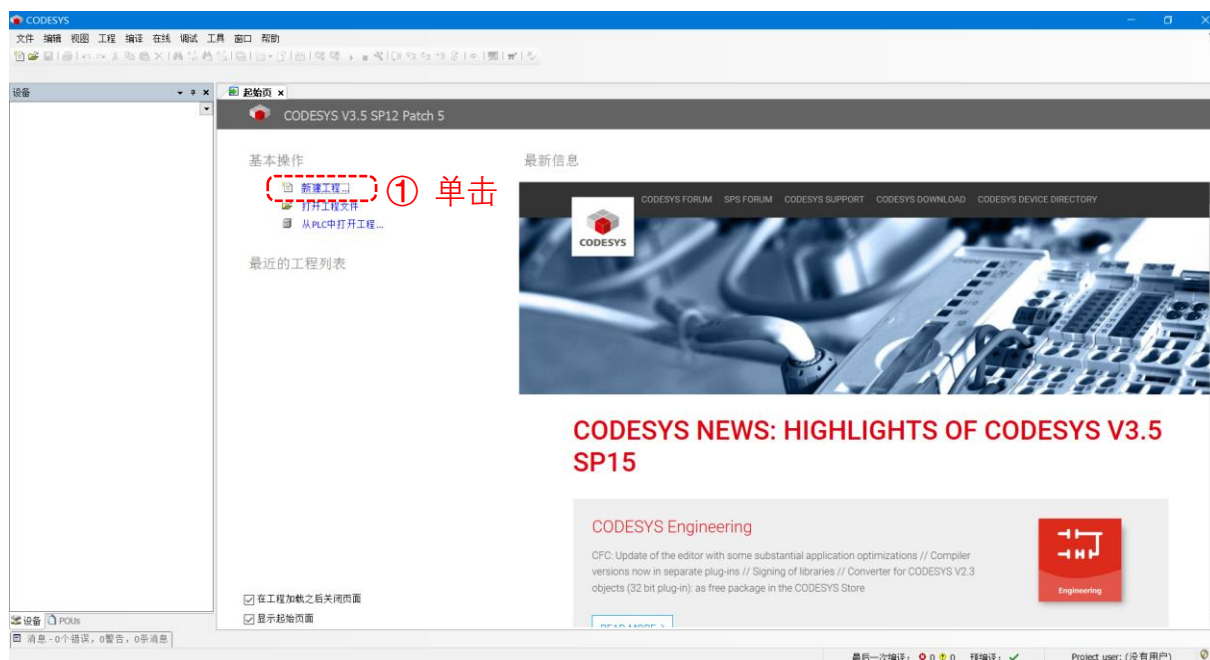 CODESYS
文件 编辑 视图 工程 编译 在线 调试 工具 窗口 帮助
设备
起始页
CODESYS V3.5 SP12 Patch 5
基本操作
新建工程...
① 单击
打开工程文件
从PLC中打开工程...
最近的工程列表
最新信息
CODESYS FORUM SPS FORUM CODESYS SUPPORT CODESYS DOWNLOAD CODESYS DEVICE DIRECTORY
CODESYS
CODESYS NEWS: HIGHLIGHTS OF CODESYS V3.5
SP15
CODESYS Engineering
CFC: Update of the editor with some substantial application optimizations // Compiler
versions now in separate plug-ins // Signing of libraries // Converter for CODESYS V2.3
objects (32 bit plug-in): as free package in the CODESYS Store
Engineering
READ MORE >
在工程加载之后关闭页面
显示起始页面
设备 POUs
消息 - 0个错误, 0警告, 0条消息
最后一次编译: 0 0 预编译: Project user: (没有用户)